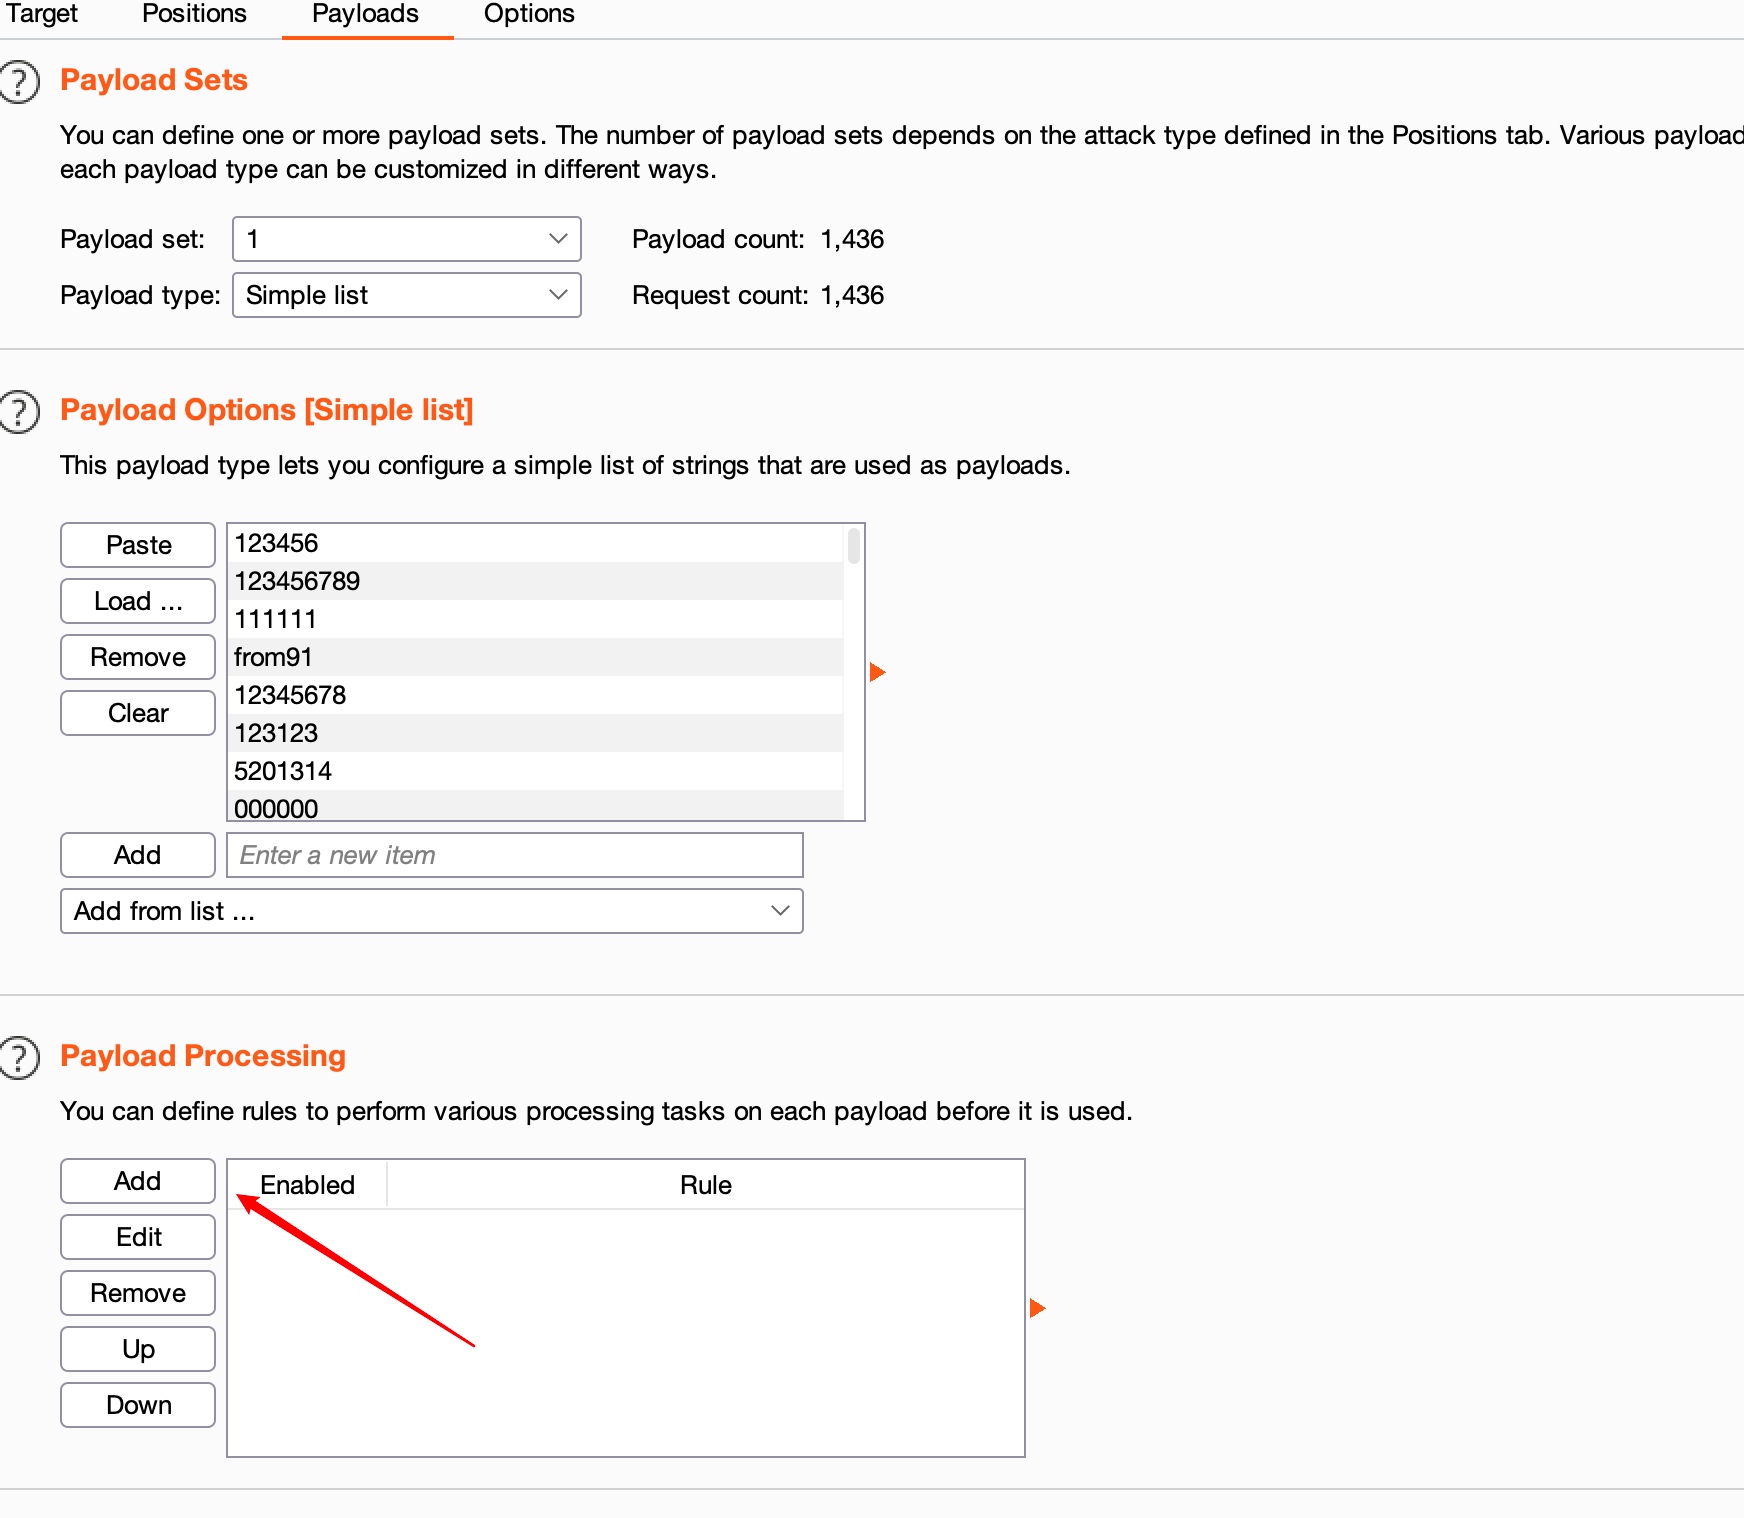 Target Positions Payloads Options
Payload Sets
You can define one or more payload sets. The number of payload sets depends on the attack type defined in the Positions tab. Various payload
each payload type can be customized in different ways.
Payload set: 1 Payload count: 1,436
Payload type: Simple list Request count: 1,436
Payload Options [Simple list]
This payload type lets you configure a simple list of strings that are used as payloads.
Paste
Load ...
Remove
Clear
123456
123456789
111111
from91
12345678
123123
5201314
000000
Add Enter a new item
Add from list ...
Payload Processing
You can define rules to perform various processing tasks on each payload before it is used.
Add
Edit
Remove
Up
Down
Enabled Rule